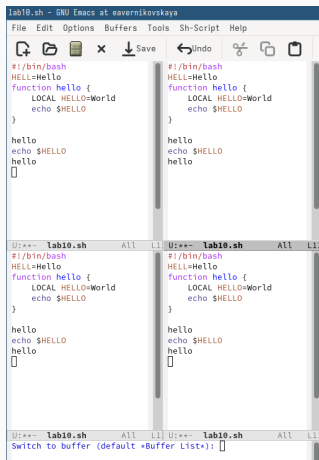 lab10.sh - GNU Emacs at eavernikovskaya
File Edit Options Buffers Tools Sh-Script Help
Save Undo
#!/bin/bash
HELL=Hello
function hello {
    LOCAL HELLO=World
    echo $HELLO
}
hello
echo $HELLO
hello
U:**- lab10.sh All L1
#!/bin/bash
HELL=Hello
function hello {
    LOCAL HELLO=World
    echo $HELLO
}
hello
echo $HELLO
hello
U:**- lab10.sh All L1
#!/bin/bash
HELL=Hello
function hello {
    LOCAL HELLO=World
    echo $HELLO
}
hello
echo $HELLO
hello
U:**- lab10.sh All L1
#!/bin/bash
HELL=Hello
function hello {
    LOCAL HELLO=World
    echo $HELLO
}
hello
echo $HELLO
hello
U:**- lab10.sh All L1
Switch to buffer (default *Buffer List*):